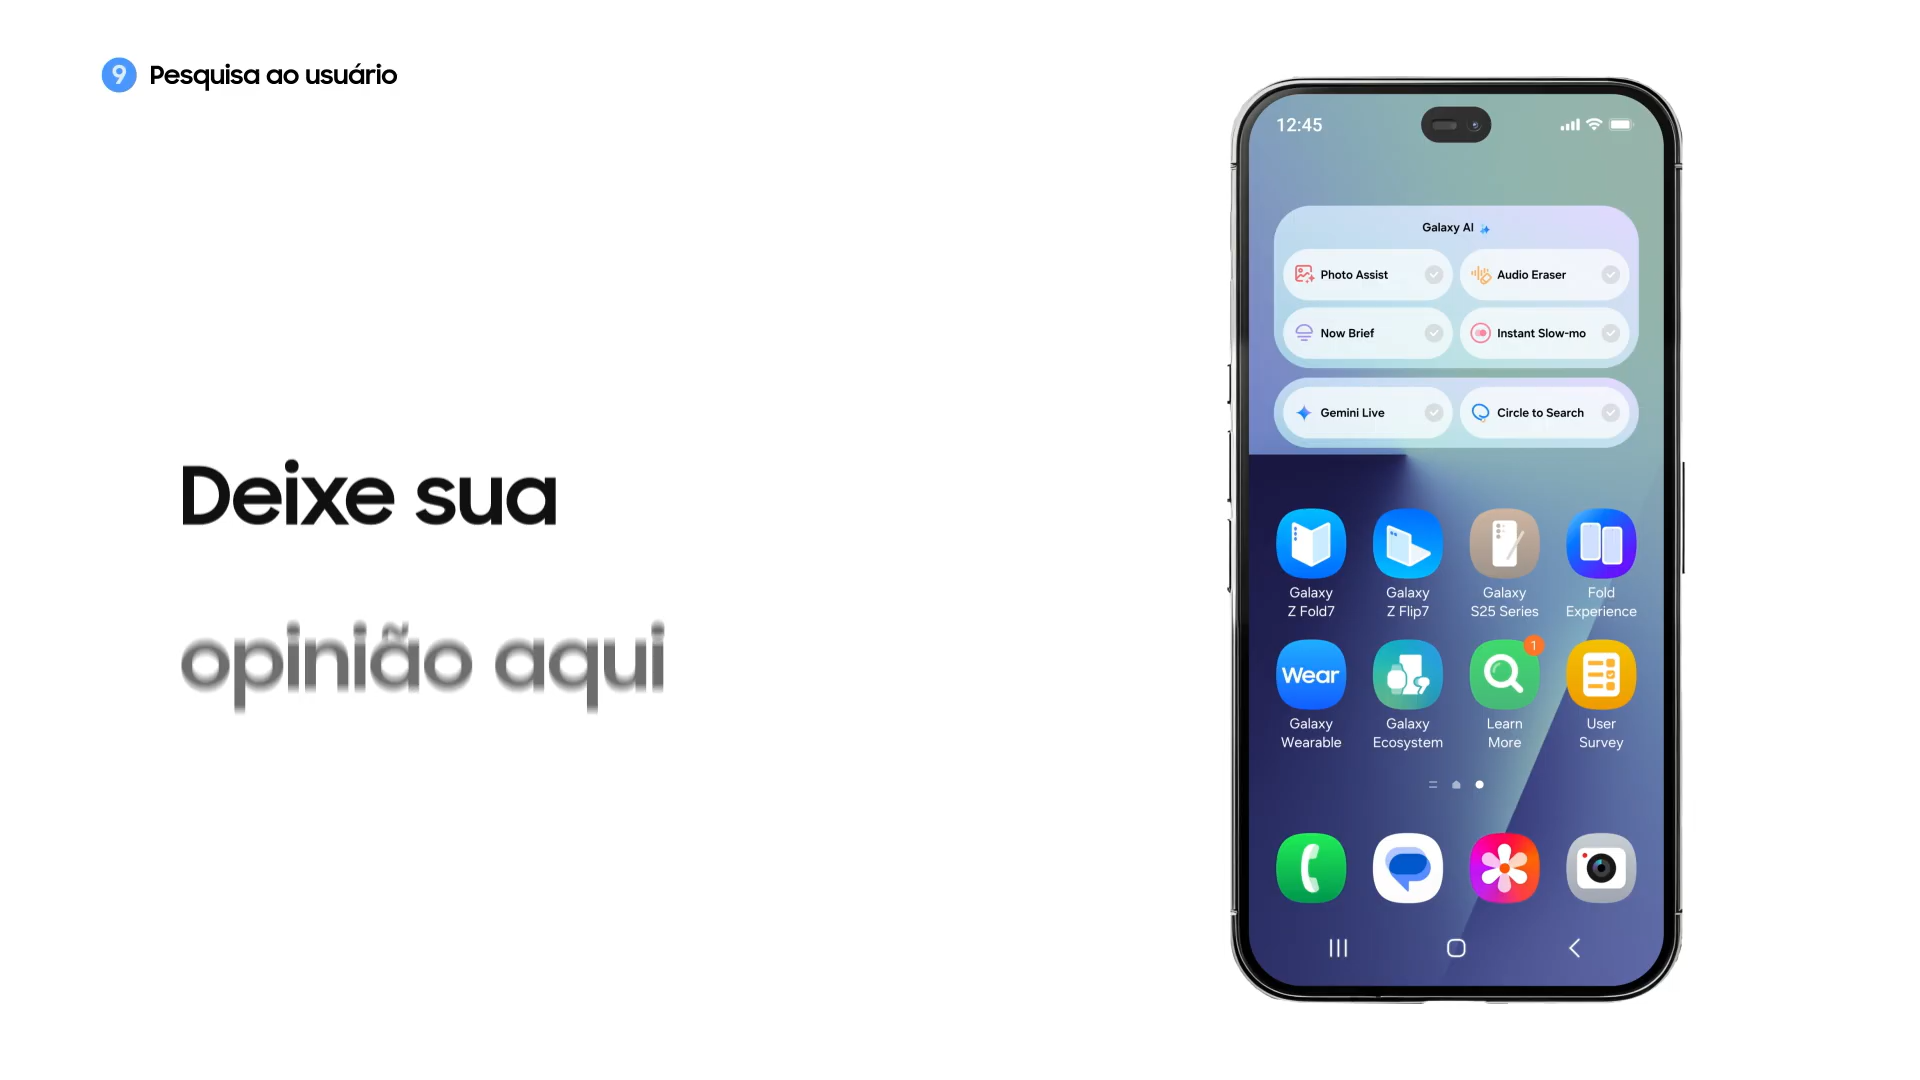 9 Pesquisa ao usuário
Deixe sua
opinião aqui
12:45
Galaxy AI
Photo Assist
Audio Eraser
Now Brief
Instant Slow-mo
Gemini Live
Circle to Search
Galaxy
Z Fold7
Galaxy
Z Flip7
Galaxy
S25 Series
Fold
Experience
Wear
Galaxy
Wearable
Galaxy
Ecosystem
1
Learn
More
User
Survey